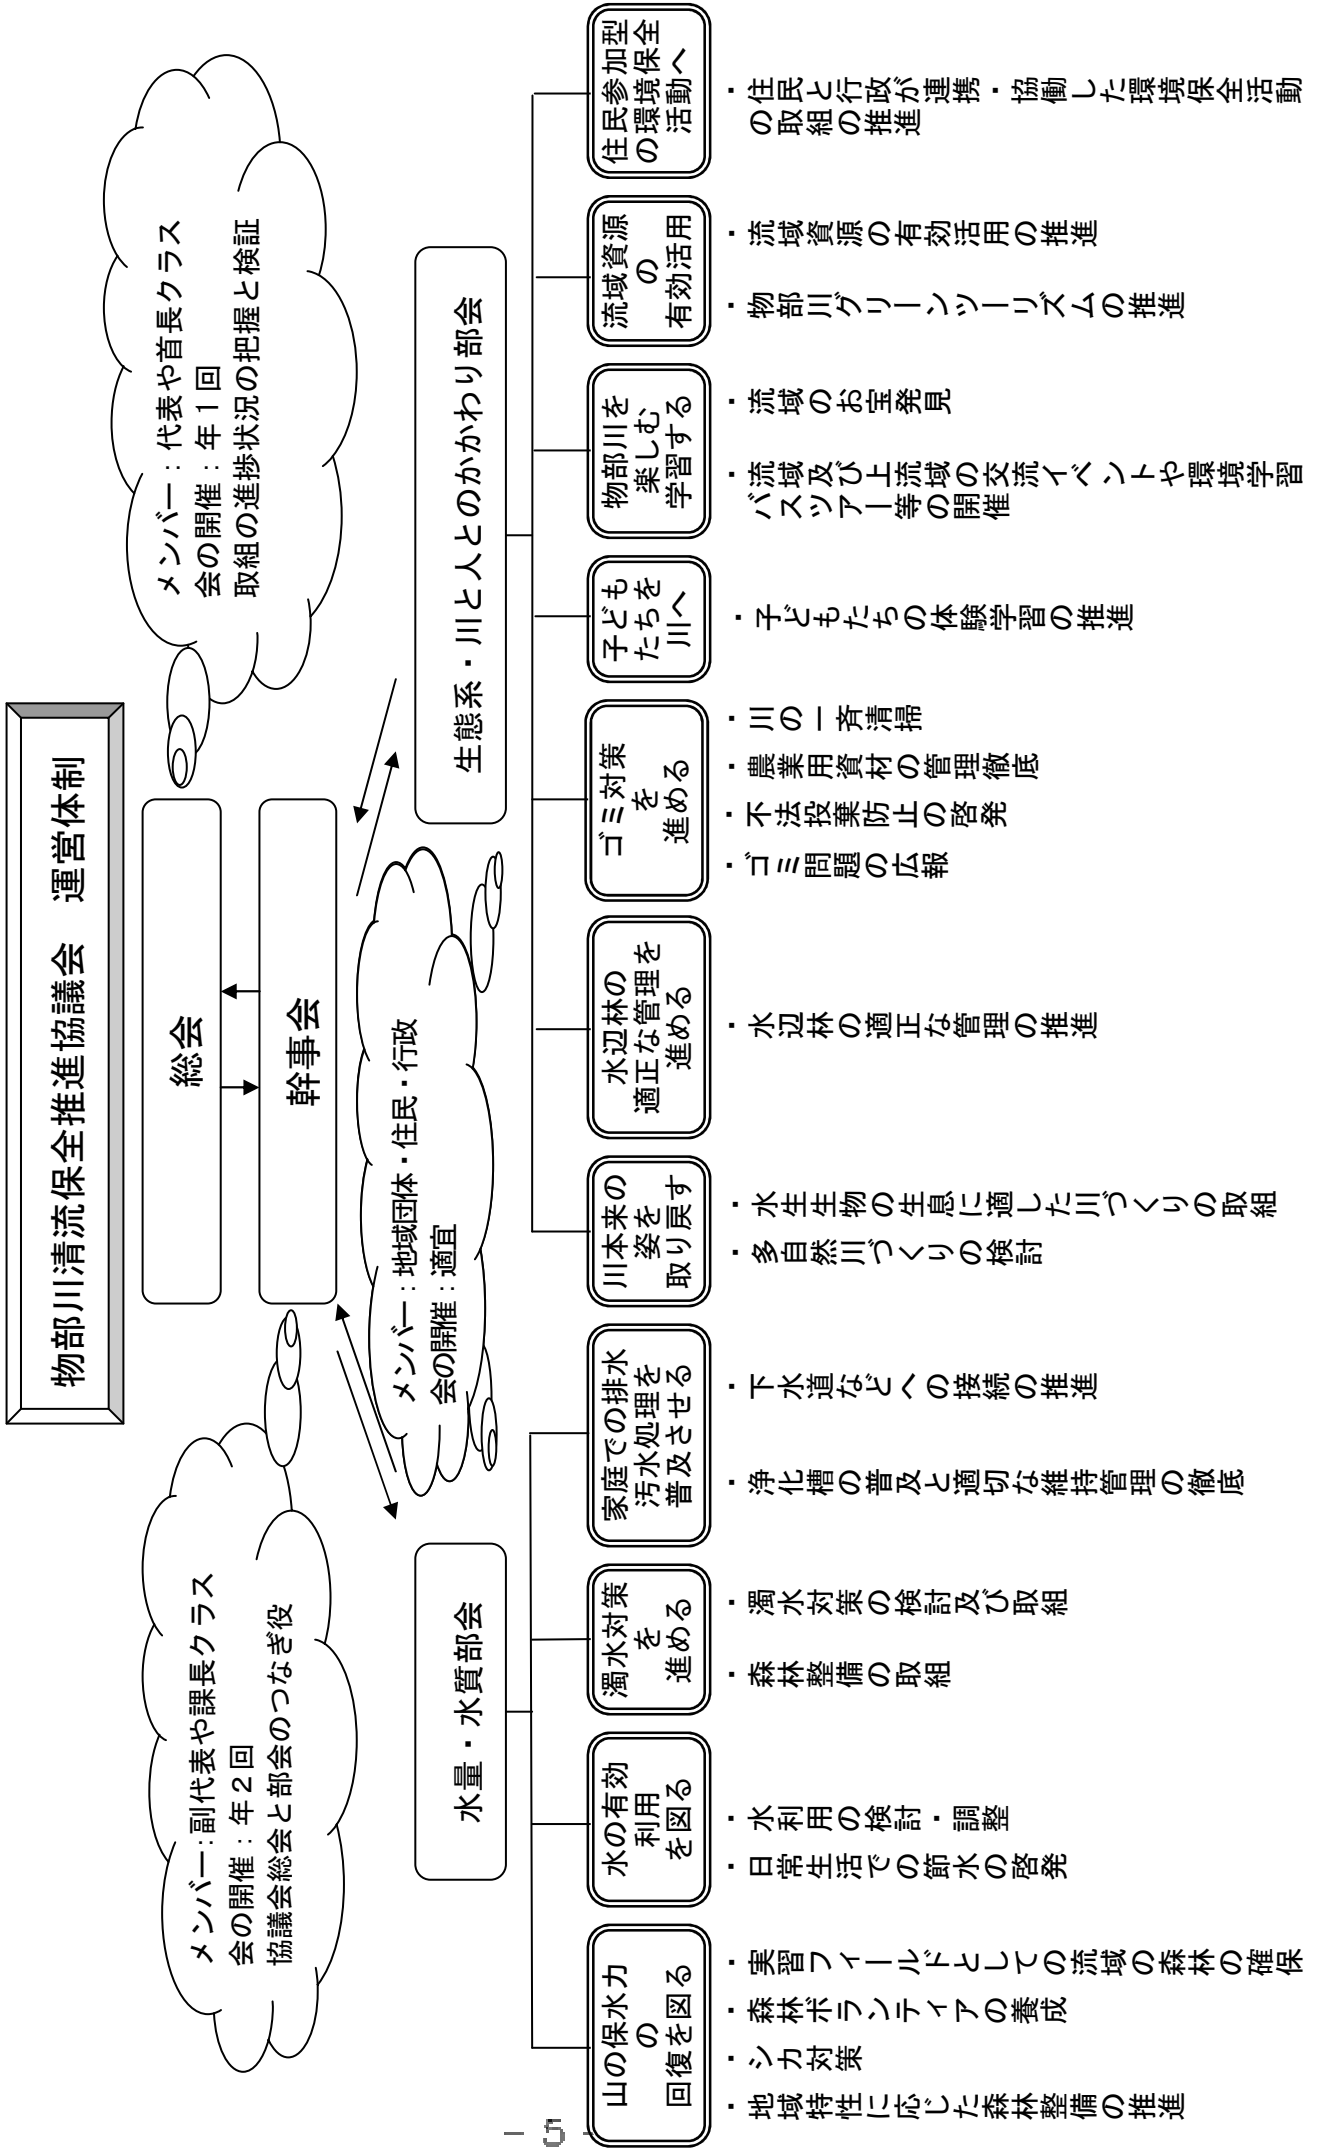 物部川清流保全推進協議会　運営体制
総会
幹事会
メンバー：副代表や課長クラス
会の開催：年２回
協議会総会と部会のつなぎ役
メンバー：代表や首長クラス
会の開催：年１回
取組の進捗状況の把握と検証
メンバー：地域団体・住民・行政
会の開催：適宜
水量・水質部会
生態系・川と人とのかかわり部会
山の保水力
の
回復を図る
・地域特性に応じた森林整備の推進
・シカ対策
・森林ボランティアの養成
・実習フィールドとしての流域の森林の確保
水の有効
利用
を図る
・日常生活での節水の啓発
・水利用の検討・調整
濁水対策
を
進める
・森林整備の取組
・濁水対策の検討及び取組
家庭での排水
汚水処理を
普及させる
・浄化槽の普及と適切な維持管理の徹底
・下水道などへの接続の推進
川本来の
姿を
取り戻す
・多自然川づくりの検討
・水生生物の生息に適した川づくりの取組
水辺林の
適正な管理を
進める
・水辺林の適正な管理の推進
ゴミ対策
を
進める
・ゴミ問題の広報
・不法投棄防止の啓発
・農業用資材の管理徹底
・川の一斉清掃
子ども
たちを
川へ
・子どもたちの体験学習の推進
物部川を
楽しむ
学習する
・流域及び上流域の交流イベントや環境学習
バスツアー等の開催
・流域のお宝発見
流域資源
の
有効活用
・物部川グリーンツーリズムの推進
・流域資源の有効活用の推進
住民参加型
の環境保全
活動へ
・住民と行政が連携・協働した環境保全活動
の取組の推進
- 5 -